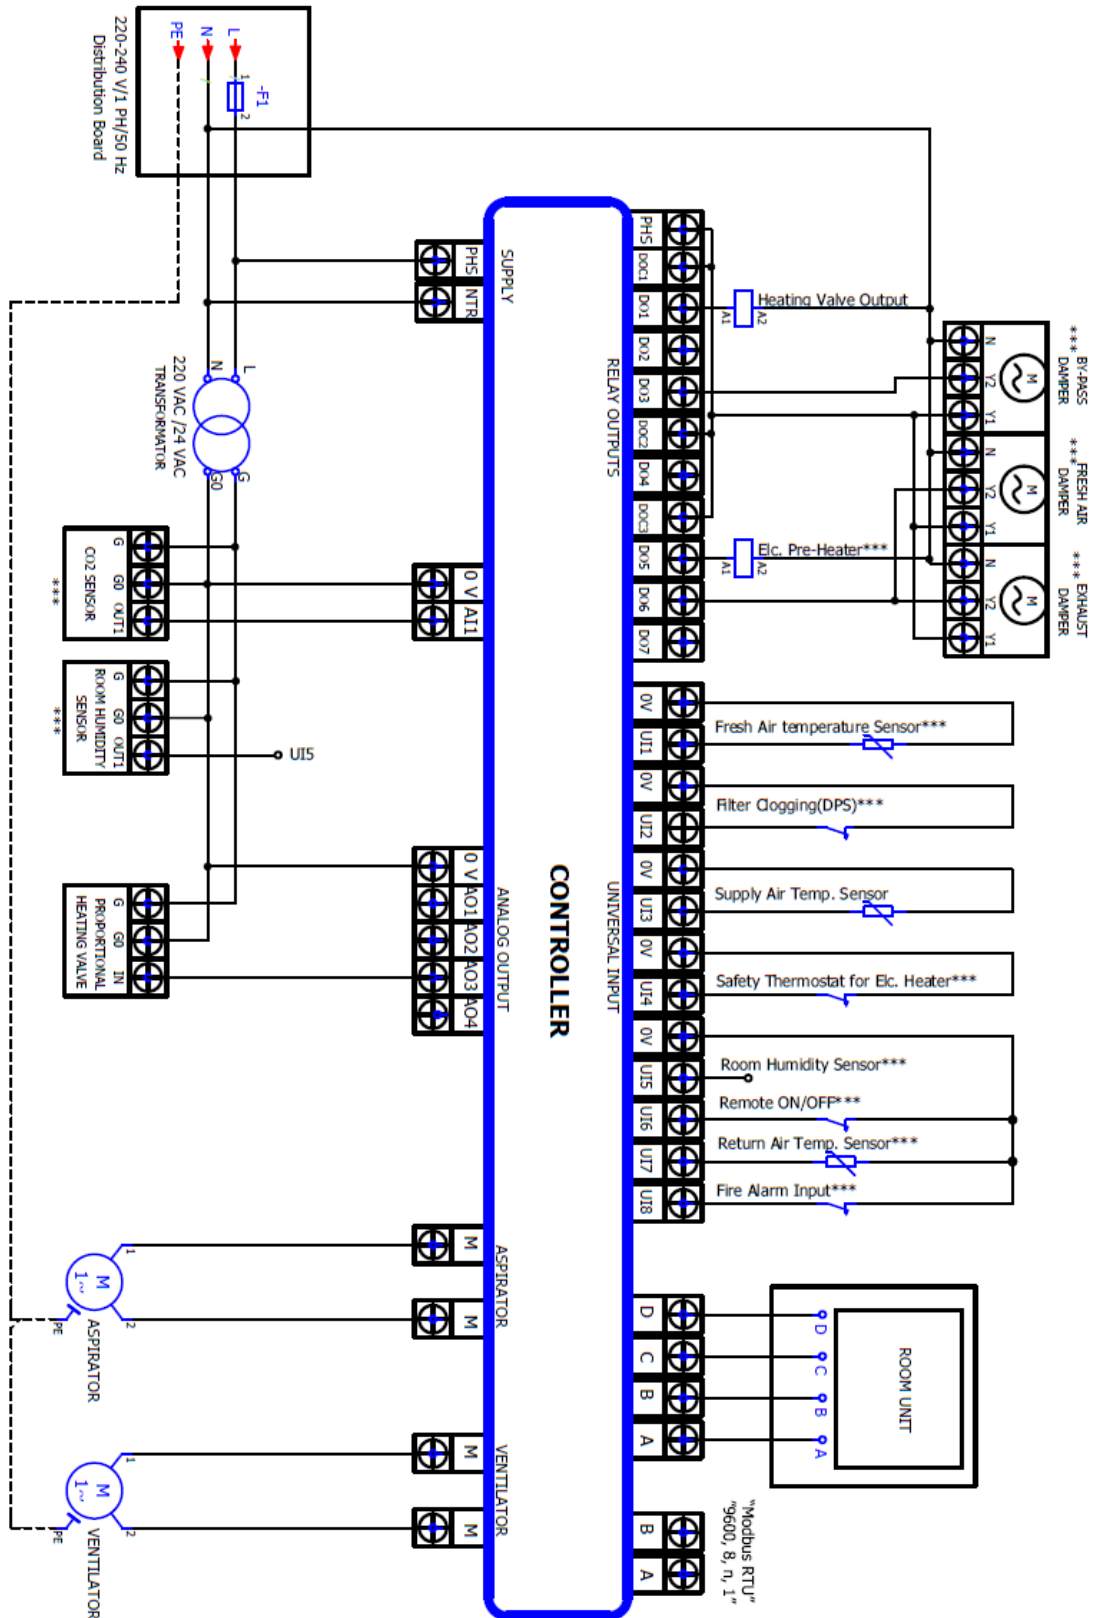 220-240 V/1 PH/50 Hz
Distribution Board
PE
N
L
1
2
-F1
SUPPLY
PHS
NTR
N
L
220 VAC /24 VAC
TRANSFORMATOR
G0
G
G
G0
OUT1
CO2 SENSOR
***
0 V
AI1
G
G0
OUT1
ROOM HUMIDITY
SENSOR
***
UI5
G
G0
IN
PROPORTIONAL
HEATING VALVE
0 V
AO1
AO2
AO3
AO4
ANALOG OUTPUT
M
M
ASPIRATOR
1
2
M
1~
PE
ASPIRATOR
M
M
VENTILATOR
1
2
M
1~
PE
VENTILATOR
CONTROLLER
RELAY OUTPUTS
PHS
DOC1
DO1
DO2
DO3
DOC2
DO4
DOC3
DO5
DO6
DO7
Heating Valve Output
A1
A2
Elc. Pre-Heater***
A1
A2
N
Y2
Y1
M
*** BY-PASS
DAMPER
N
Y2
Y1
M
*** FRESH AIR
DAMPER
N
Y2
Y1
M
*** EXHAUST
DAMPER
UNIVERSAL INPUT
0V
UI1
0V
UI2
0V
UI3
0V
UI4
0V
UI5
UI6
UI7
UI8
Fresh Air temperature Sensor***
Filter Clogging(DPS)***
Supply Air Temp. Sensor
Safety Thermostat for Elc. Heater***
Room Humidity Sensor***
Remote ON/OFF***
Return Air Temp. Sensor***
Fire Alarm Input***
D
C
B
A
D
C
B
A
ROOM UNIT
B
A
"Modbus RTU"
"9600, 8, n, 1"